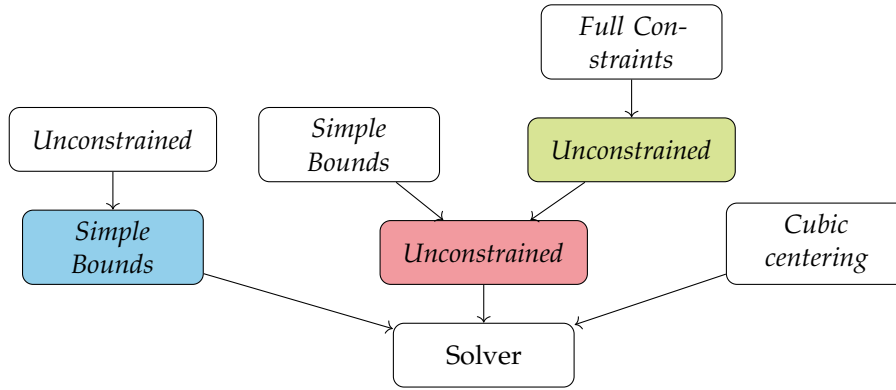 Full Con-
straints
Unconstrained
Simple
Bounds
Unconstrained
Simple
Bounds
Unconstrained
Cubic
centering
Solver